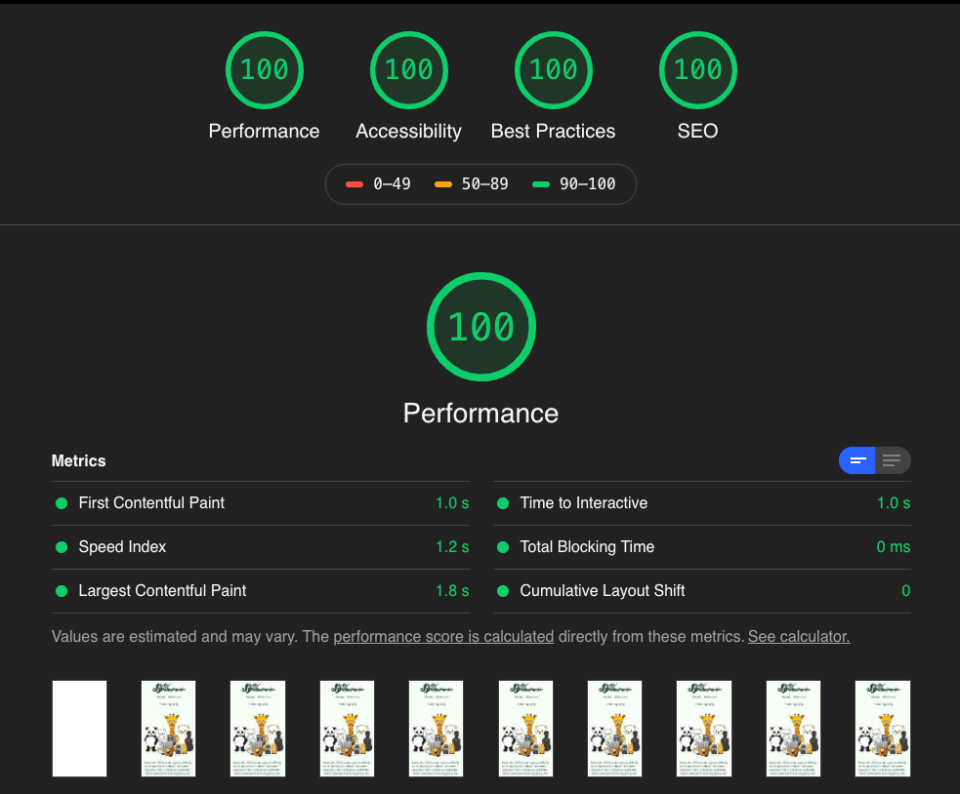 100 100 100 100
Performance Accessibility Best Practices SEO
0–49 50–89 90–100
100
Performance
Metrics
First Contentful Paint 1.0 s Time to Interactive 1.0 s
Speed Index 1.2 s Total Blocking Time 0 ms
Largest Contentful Paint 1.8 s Cumulative Layout Shift 0
Values are estimated and may vary. The performance score is calculated directly from these metrics. See calculator.